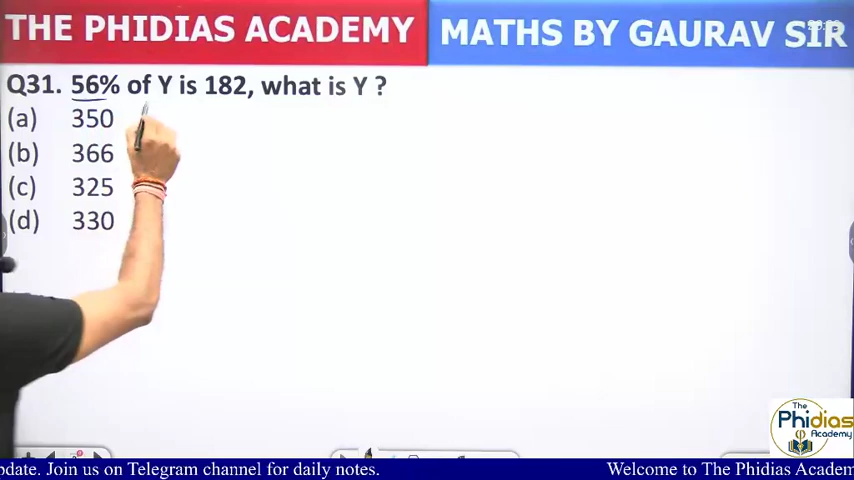 THE PHIDIAS ACADEMY
MATHS BY GAURAV SIR
Q31. 56% of Y is 182, what is Y ?
(a) 350
(b) 366
(c) 325
(d) 330
The
Phidias
Academy
pdate. Join us on Telegram channel for daily notes.
Welcome to The Phidias Academ